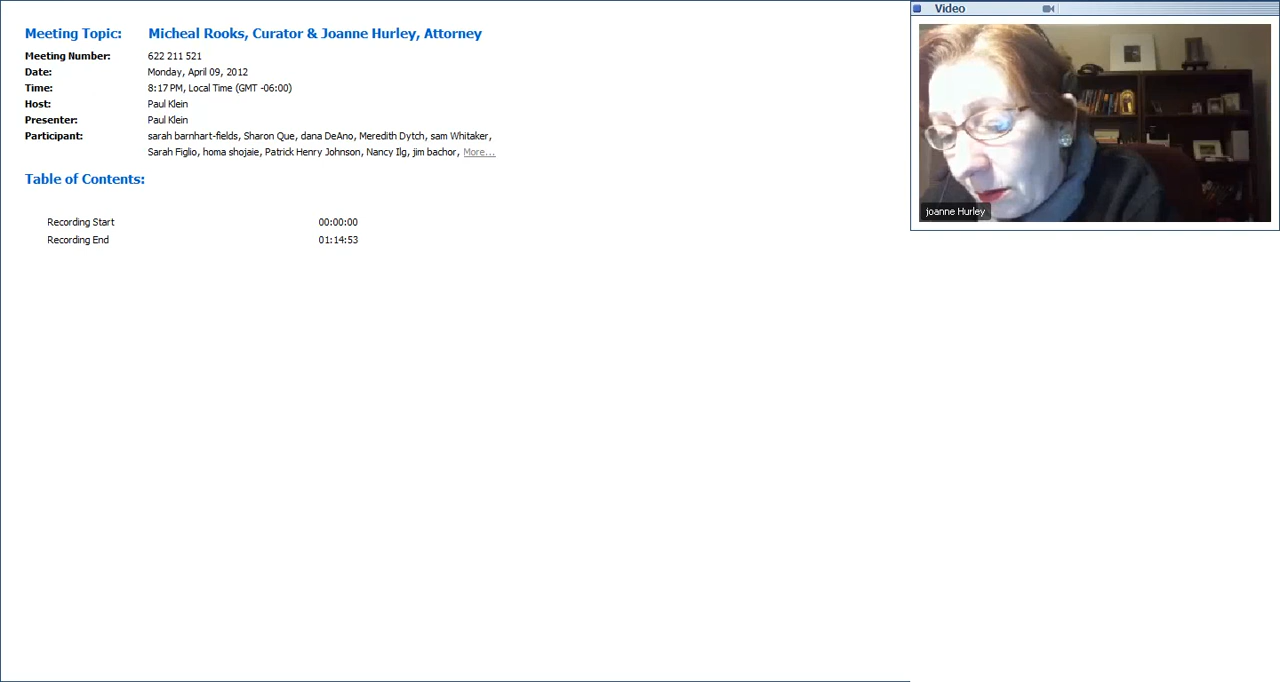 Meeting Topic: Micheal Rooks, Curator & Joanne Hurley, Attorney
Meeting Number: 622 211 521
Date: Monday, April 09, 2012
Time: 8:17 PM, Local Time (GMT -06:00)
Host: Paul Klein
Presenter: Paul Klein
Participant: sarah barnhart-fields, Sharon Que, dana DeAno, Meredith Dytch, sam Whitaker,
Sarah Figlio, homa shojaie, Patrick Henry Johnson, Nancy Ilg, jim bachor, More...
Table of Contents:
Recording Start 00:00:00
Recording End 01:14:53
Video
joanne Hurley